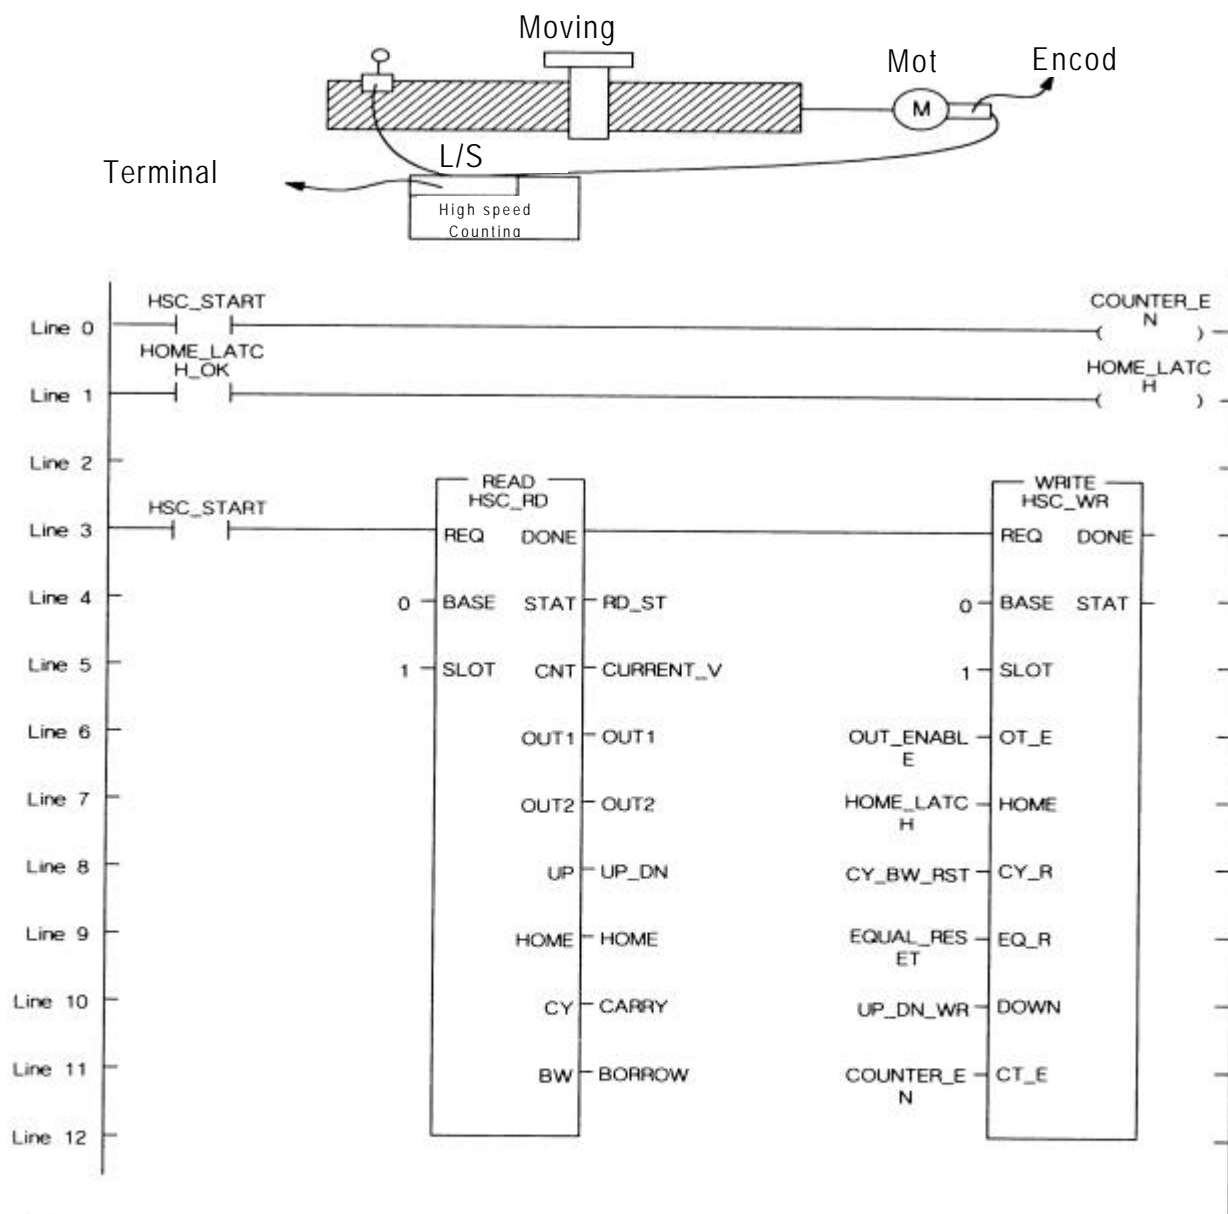 Moving
Mot
Encod
M
L/S
Terminal
High speed
Counting
HSC_START
COUNTER_E
N
Line 0
HOME_LATC
H_OK
HOME_LATC
H
Line 1
Line 2
READ
HSC_RD
WRITE
HSC_WR
HSC_START
Line 3
REQ DONE
REQ DONE
Line 4
0 BASE STAT RD_ST
0 BASE STAT
Line 5
1 SLOT CNT CURRENT_V
1 SLOT
Line 6
OUT1 OUT1
OUT_ENABL
E
OT_E
Line 7
OUT2 OUT2
HOME_LATC
H
HOME
Line 8
UP UP_DN
CY_BW_RST CY_R
Line 9
HOME HOME
EQUAL_RES
ET
EQ_R
Line 10
CY CARRY
UP_DN_WR DOWN
Line 11
BW BORROW
COUNTER_E
N
CT_E
Line 12